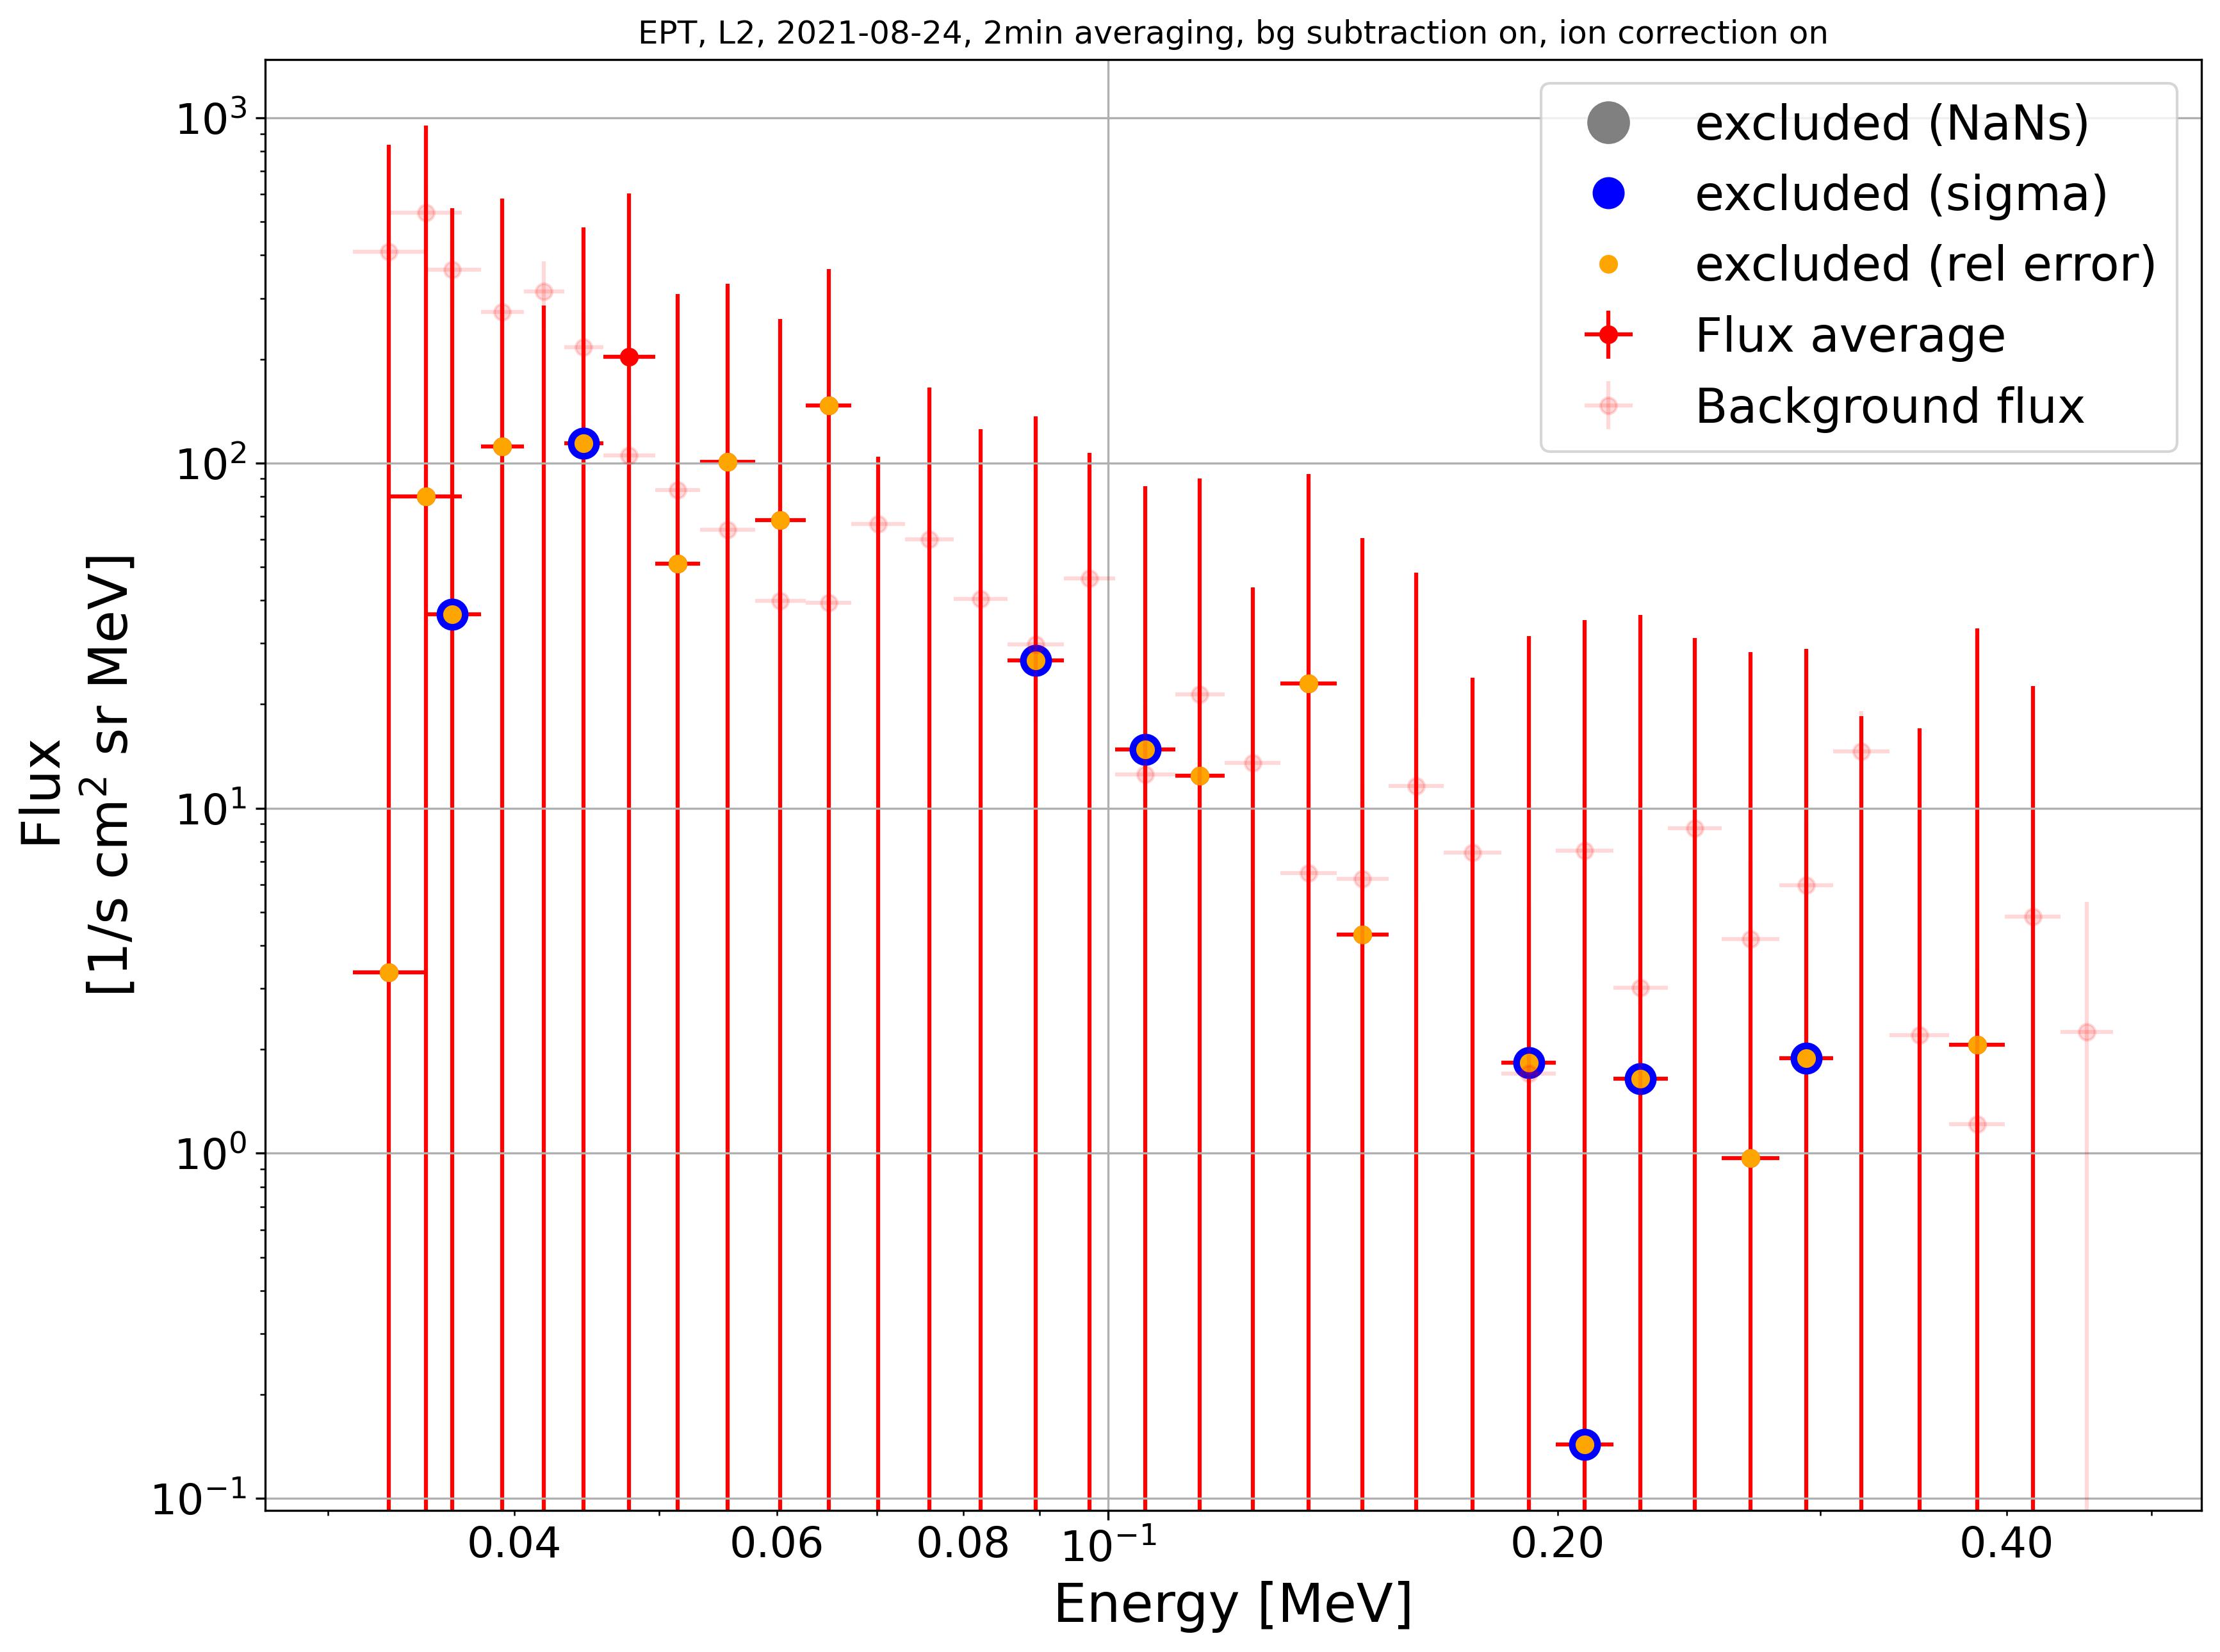 EPT, L2, 2021-08-24, 2min averaging, bg subtraction on, ion correction on
excluded (NaNs)
excluded (sigma)
excluded (rel error)
Flux average
Background flux
10³
10²
10¹
10⁰
10⁻¹
Flux
[1/s cm² sr MeV]
0.04
0.06
0.08
10⁻¹
0.20
0.40
Energy [MeV]